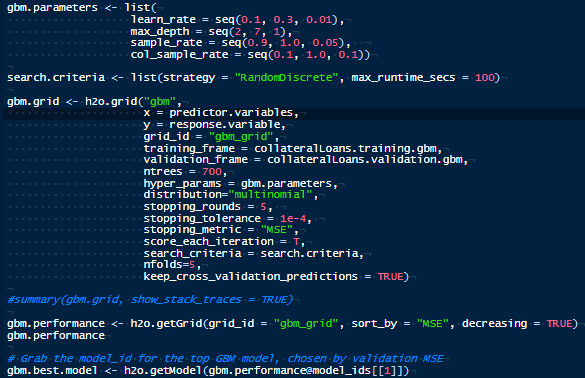 gbm.parameters <- list(
learn_rate = seq(0.1, 0.3, 0.01),
max_depth = seq(2, 7, 1),
sample_rate = seq(0.9, 1.0, 0.05),
col_sample_rate = seq(0.1, 1.0, 0.1))
search.criteria <- list(strategy = "RandomDiscrete", max_runtime_secs = 100)
gbm.grid <- h2o.grid("gbm",
x = predictor.variables,
y = response.variable,
grid_id = "gbm_grid",
training_frame = collateralLoans.training.gbm,
validation_frame = collateralLoans.validation.gbm,
ntrees = 700,
hyper_params = gbm.parameters,
distribution="multinomial",
stopping_rounds = 5,
stopping_tolerance = 1e-4,
stopping_metric = "MSE",
score_each_iteration = T,
search_criteria = search.criteria,
nfolds=5,
keep_cross_validation_predictions = TRUE)
#summary(gbm.grid, show_stack_traces = TRUE)
gbm.performance <- h2o.getGrid(grid_id = "gbm_grid", sort_by = "MSE", decreasing = TRUE)
gbm.performance
# Grab the model_id for the top GBM model, chosen by validation MSE
gbm.best.model <- h2o.getModel(gbm.performance@model_ids[[1]])